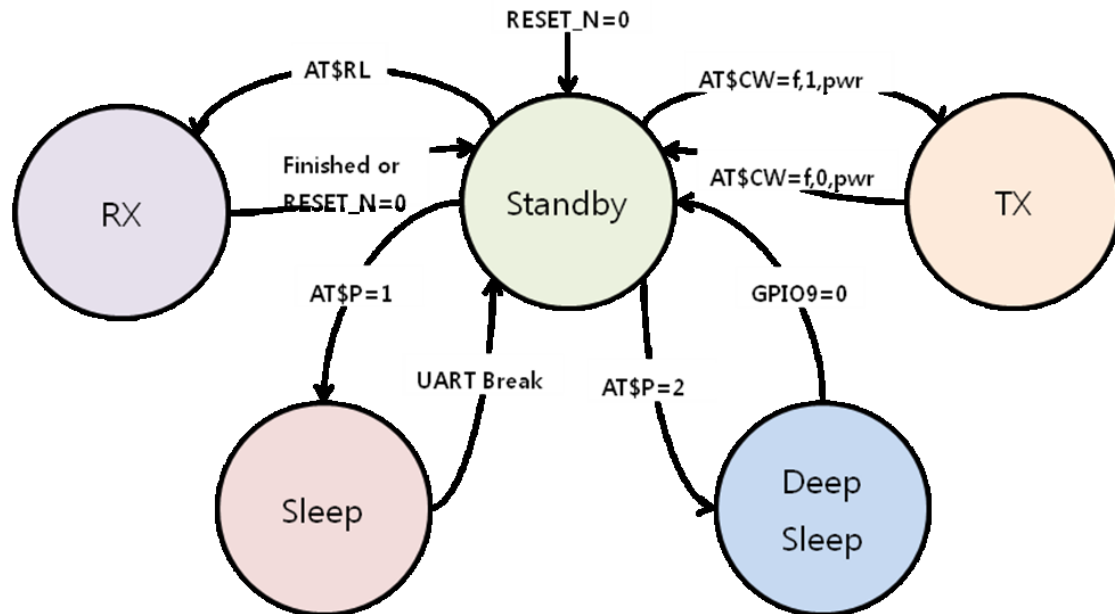 RESET_N=0
AT$RL
AT$CW=f,1,pwr
Finished or
RESET_N=0
AT$CW=f,0,pwr
RX
Standby
TX
AT$P=1
GPIO9=0
UART Break
AT$P=2
Sleep
Deep
Sleep